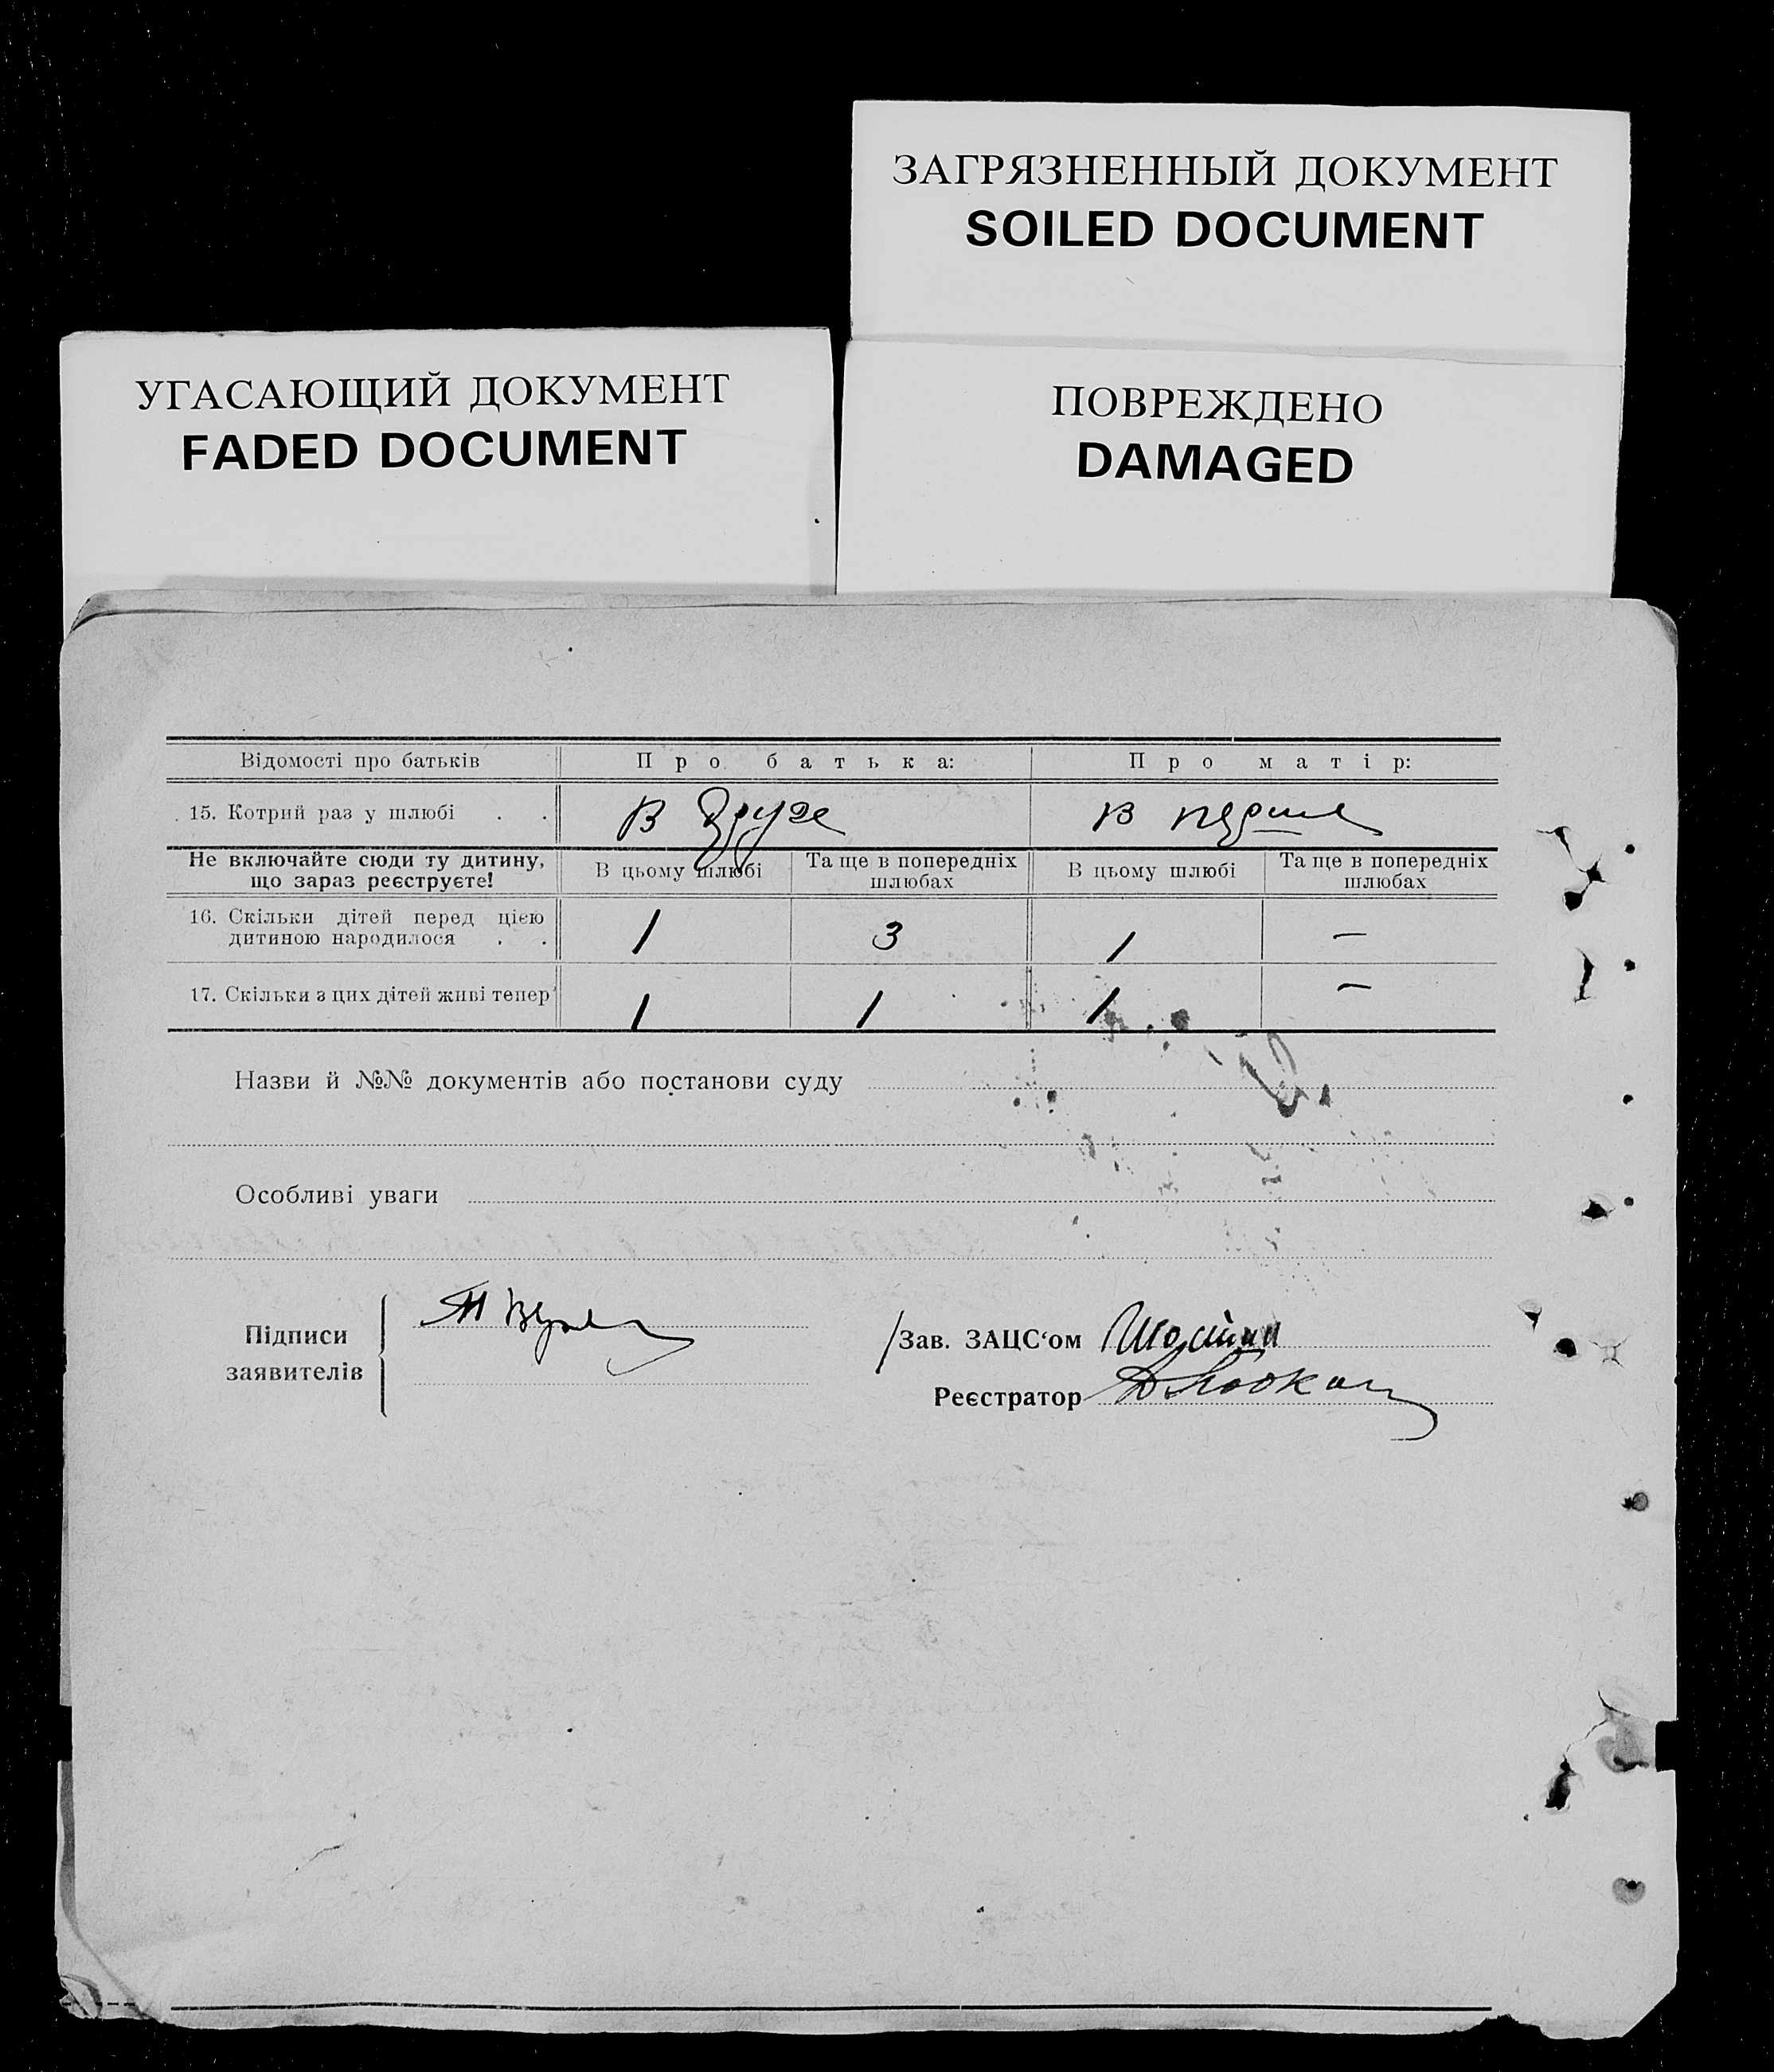 ЗАГРЯЗНЕННЫЙ ДОКУМЕНТ
SOILED DOCUMENT
УГАСАЮЩИЙ ДОКУМЕНТ
FADED DOCUMENT
ПОВРЕЖДЕНО
DAMAGED
Відомості про батьків Про батька: Про матір:
15. Котрий раз у шлюбі . . В друге В перше
Не включайте сюди ту дитину, що зараз реєструєте! В цьому шлюбі Та ще в попередніх шлюбах В цьому шлюбі Та ще в попередніх шлюбах
16. Скільки дітей перед цією
дитиною народилося . . 1 3 1 —
17. Скільки з цих дітей живі тепер 1 1 1 —
Назви й №№ документів або постанови суду
Особливі уваги
Підписи
заявителів
/Зав. ЗАЦС‘ом
Реєстратор